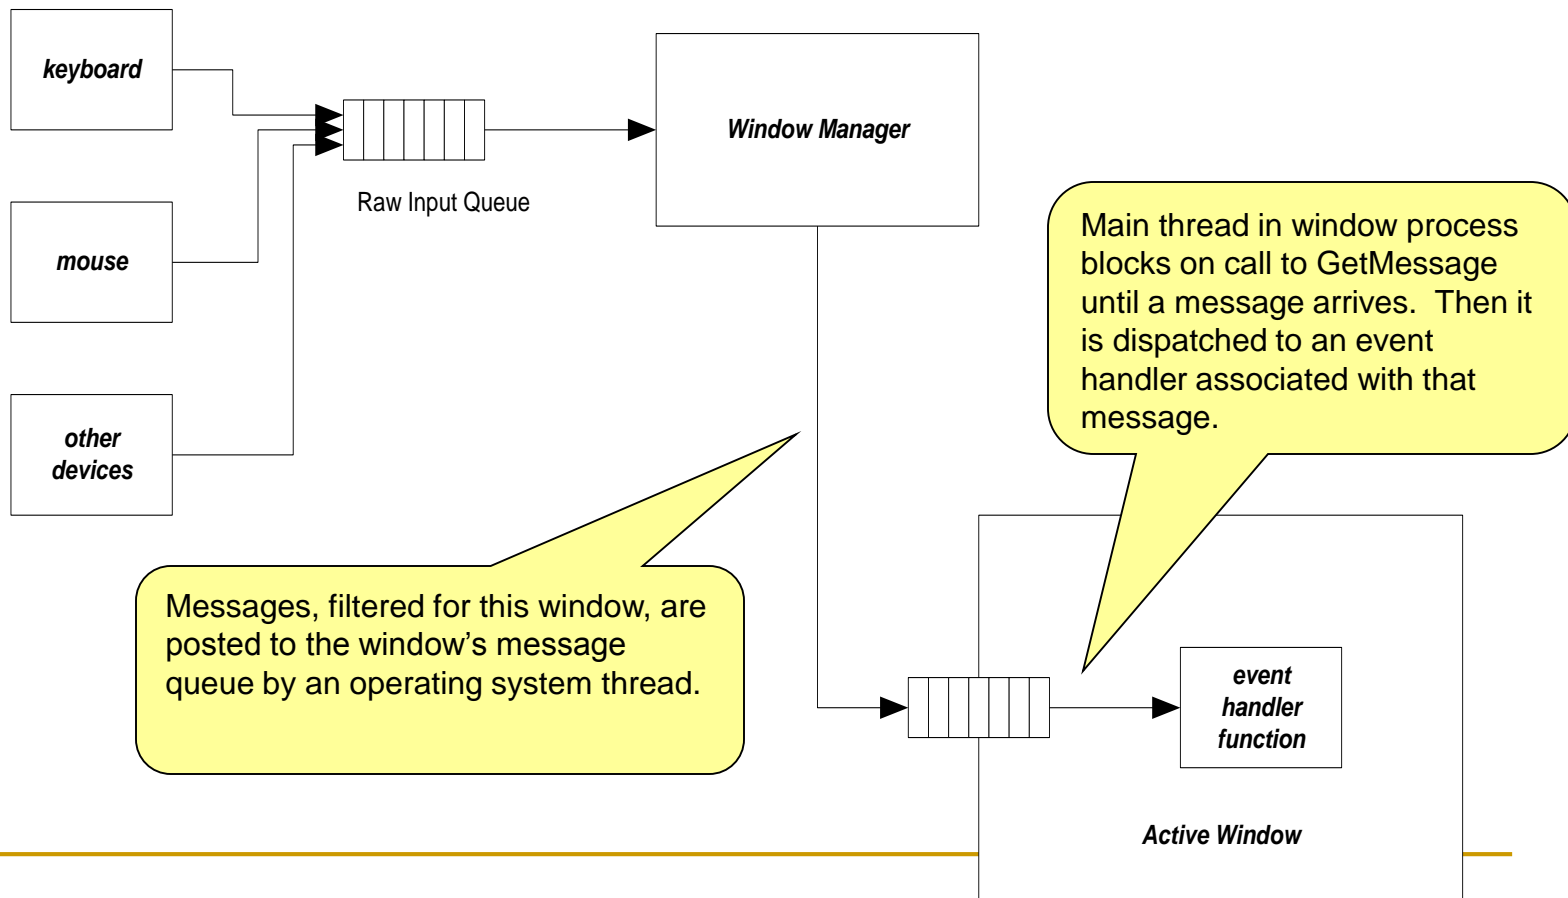 keyboard
mouse
other
devices
Raw Input Queue
Window Manager
Main thread in window process
blocks on call to GetMessage
until a message arrives.  Then it
is dispatched to an event
handler associated with that
message.
Messages, filtered for this window, are
posted to the window’s message
queue by an operating system thread.
event
handler
function
Active Window